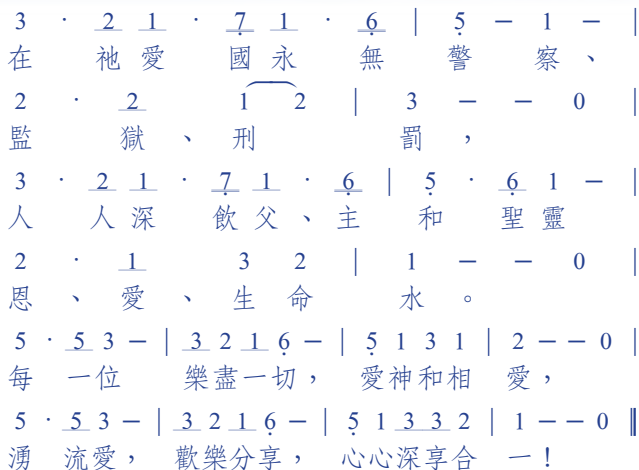 3 · 2 1 · 7̣ 1 · 6̣ | 5̣ － 1 － |
在 祂 愛 國 永 無 警 察 、
2 · 2 1 2 | 3 － － 0 |
監 獄 、 刑 罰 ，
3 · 2 1 · 7̣ 1 · 6̣ | 5̣ · 6̣ 1 － |
人 人 深 飲 父 、 主 和 聖 靈
2 · 1 3 2 | 1 － － 0 |
恩 、 愛 、 生 命 水 。
5 · 5 3 － | 3 2 1 6̣ － | 5̣ 1 3 1 | 2 － － 0 |
每 一位 樂盡一切， 愛神和相 愛，
5 · 5 3 － | 3 2 1 6̣ － | 5̣ 1 3 3 2 | 1 － － 0 ‖
湧 流愛， 歡樂分享， 心心深享合 一！